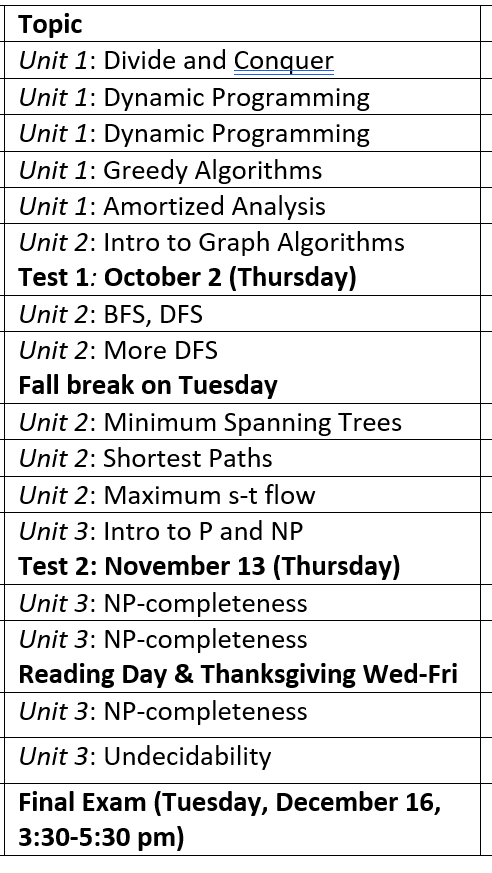 Topic
Unit 1: Divide and Conquer
Unit 1: Dynamic Programming
Unit 1: Dynamic Programming
Unit 1: Greedy Algorithms
Unit 1: Amortized Analysis
Unit 2: Intro to Graph Algorithms
Test 1: October 2 (Thursday)
Unit 2: BFS, DFS
Unit 2: More DFS
Fall break on Tuesday
Unit 2: Minimum Spanning Trees
Unit 2: Shortest Paths
Unit 2: Maximum s-t flow
Unit 3: Intro to P and NP
Test 2: November 13 (Thursday)
Unit 3: NP-completeness
Unit 3: NP-completeness
Reading Day & Thanksgiving Wed-Fri
Unit 3: NP-completeness
Unit 3: Undecidability
Final Exam (Tuesday, December 16,
3:30-5:30 pm)